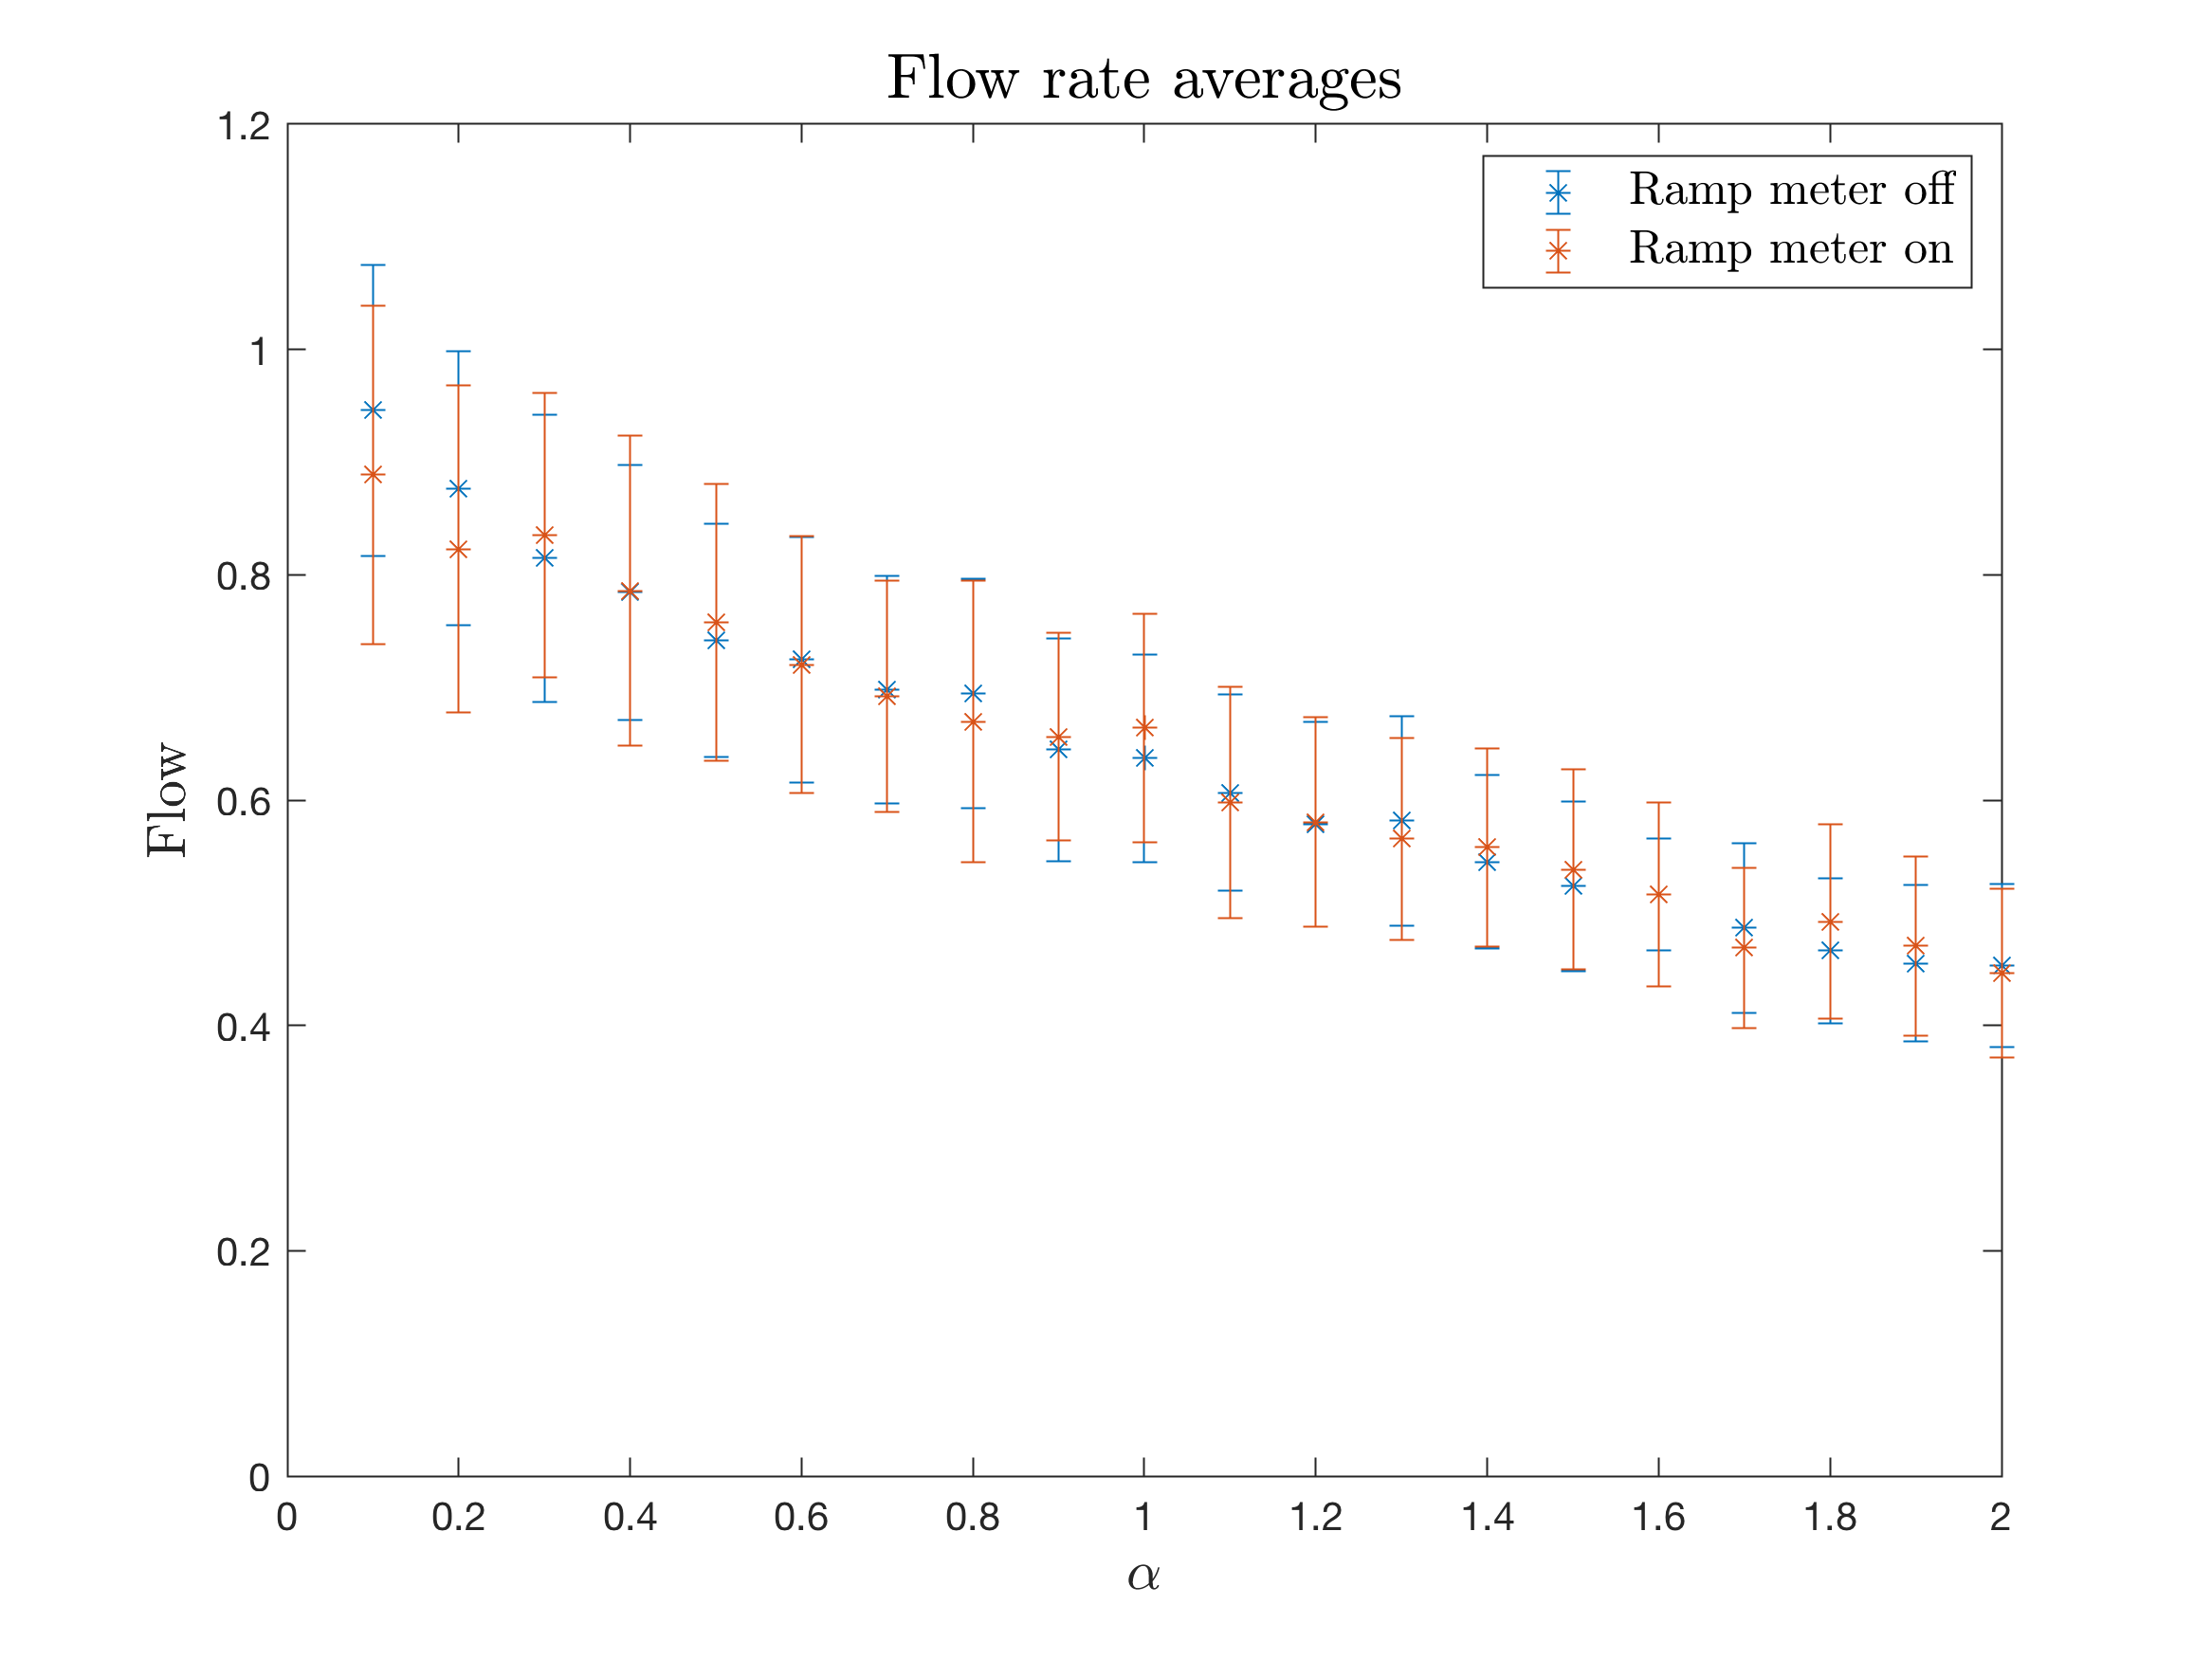 Flow rate averages
1.2
1
0.8
0.6
0.4
0.2
0
Flow
Ramp meter off
Ramp meter on
0 0.2 0.4 0.6 0.8 1 1.2 1.4 1.6 1.8 2
α